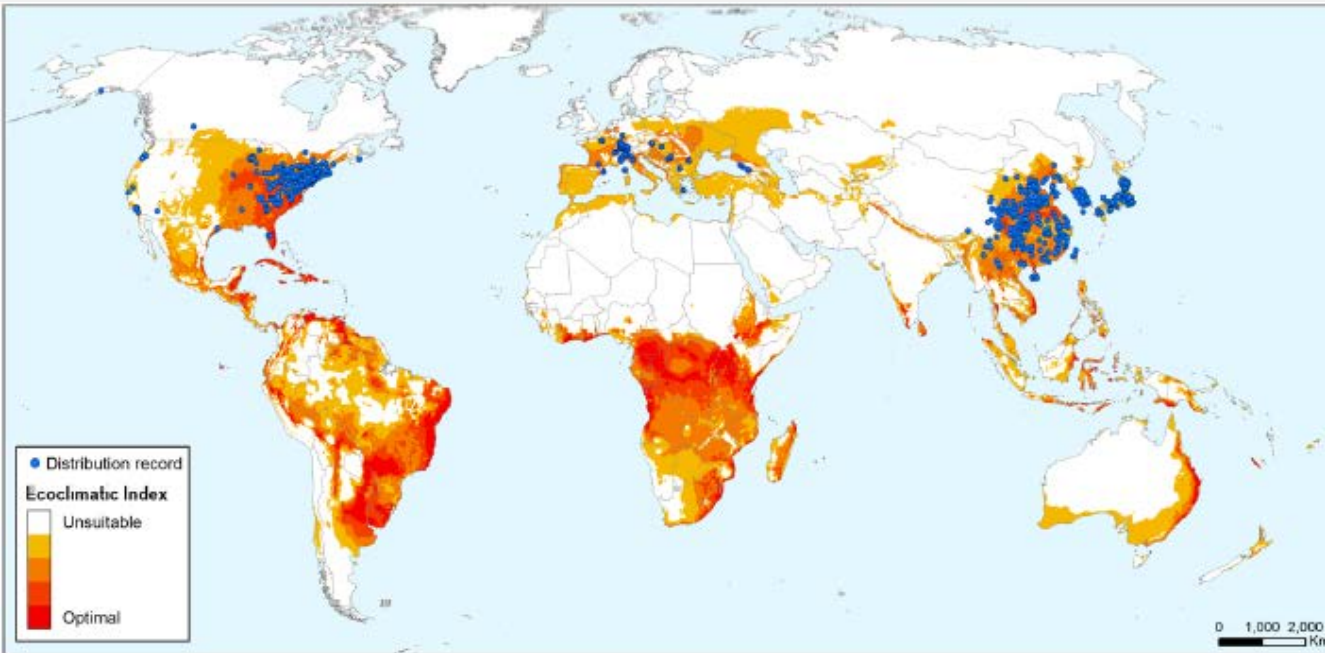 Distribution record
Ecoclimatic Index
Unsuitable
Optimal
0 1,000 2,000
Km